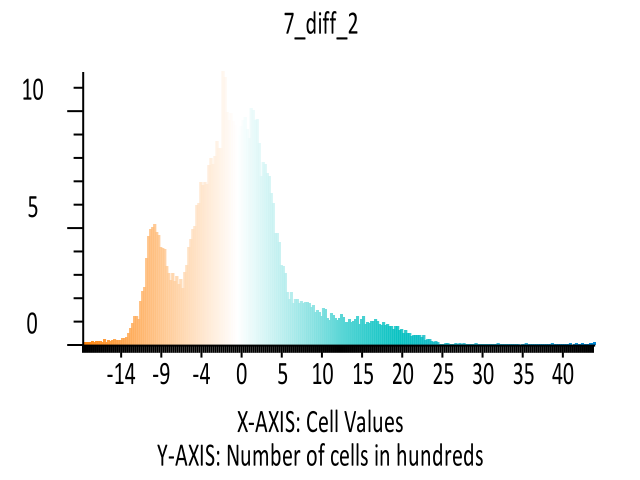 7_diff_2
10
5
0
-14 -9 -4 0 5 10 15 20 25 30 35 40
X-AXIS: Cell Values
Y-AXIS: Number of cells in hundreds